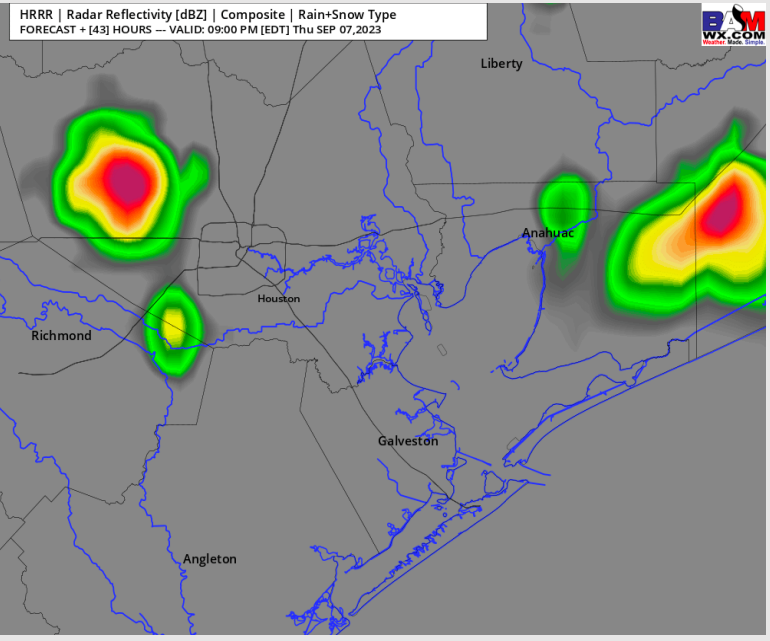 HRRR | Radar Reflectivity [dBZ] | Composite | Rain+Snow Type
FORECAST + [43] HOURS --- VALID: 09:00 PM [EDT] Thu SEP 07,2023
BAM
WX.COM
Weather. Made. Simple.
Liberty
Anahuac
Houston
Richmond
Galveston
Angleton